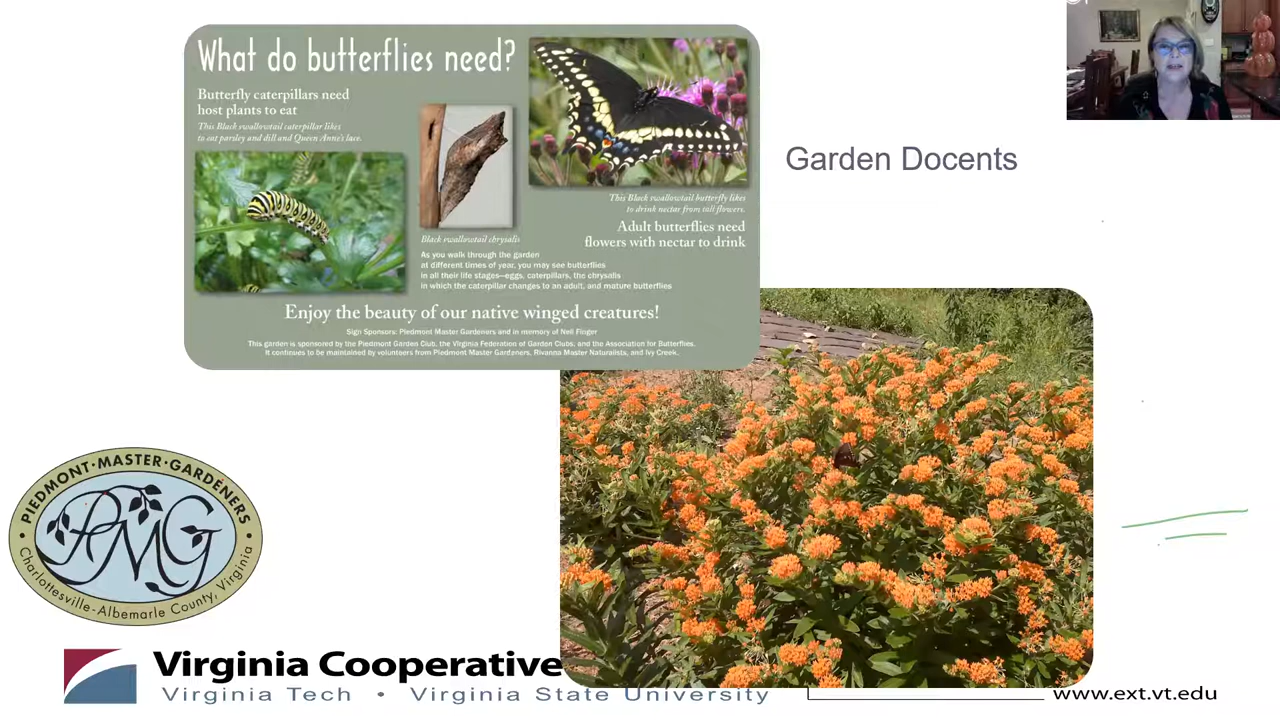 What do butterflies need?
Butterfly caterpillars need
host plants to eat
This Black swallowtail caterpillar likes
to eat parsley and dill and Queen Anne's lace.
Black swallowtail chrysalis
This Black swallowtail butterfly likes
to drink nectar from tall flowers.
Adult butterflies need
flowers with nectar to drink
As you walk through the garden
at different times of year, you may see butterflies
in all their life stages—eggs, caterpillars, the chrysalis
in which the caterpillar changes to an adult, and mature butterflies
Enjoy the beauty of our native winged creatures!
Sign Sponsors: Piedmont Master Gardeners and in memory of Nell Finger
This garden is sponsored by the Piedmont Garden Club, the Virginia Federation of Garden Clubs, and the Association for Butterflies.
It continues to be maintained by volunteers from Piedmont Master Gardeners, Rivanna Master Naturalists, and Ivy Creek.
Garden Docents
PIEDMONT·MASTER·GARDENERS
PMG
Charlottesville-Albemarle County, Virginia
Virginia Cooperative
Virginia Tech • Virginia State University
www.ext.vt.edu